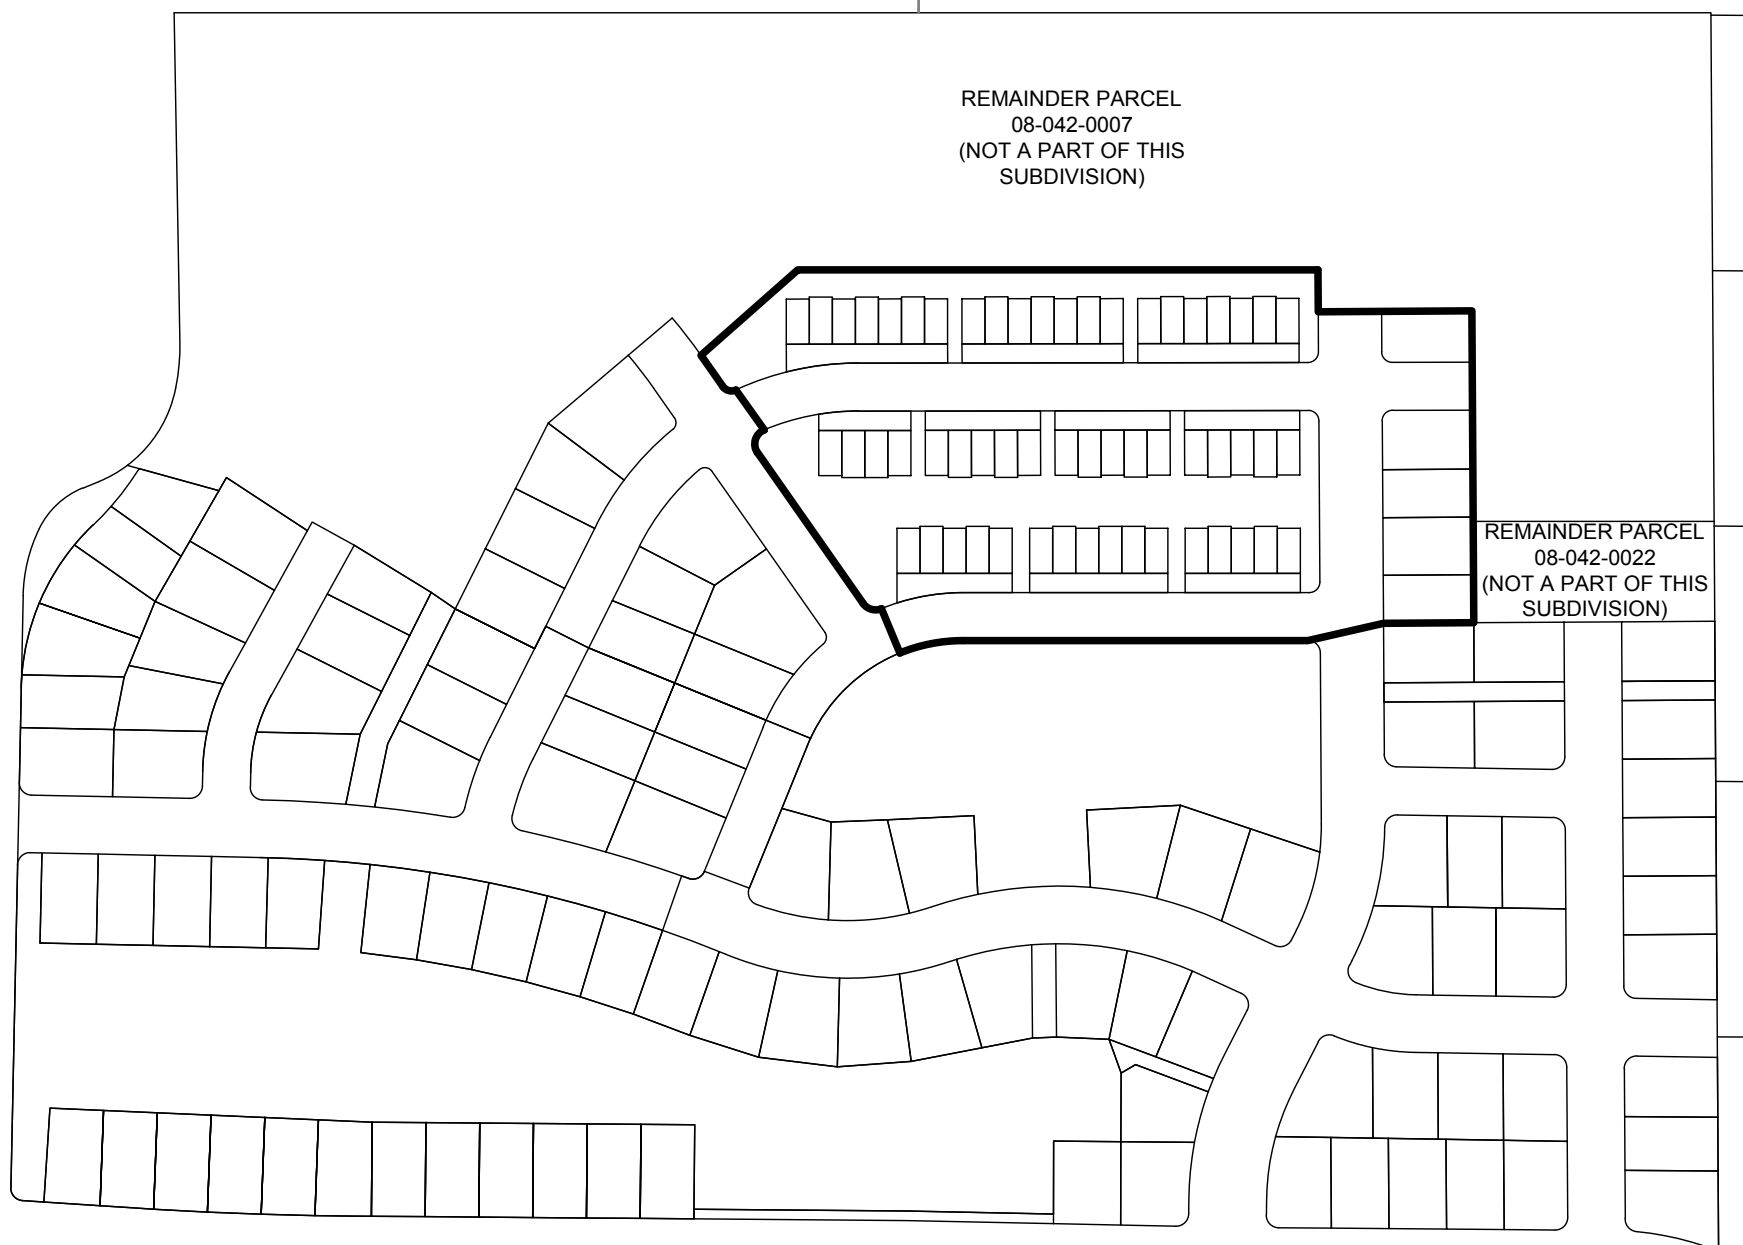 REMAINDER PARCEL
08-042-0007
(NOT A PART OF THIS
SUBDIVISION)
REMAINDER PARCEL
08-042-0022
(NOT A PART OF THIS
SUBDIVISION)